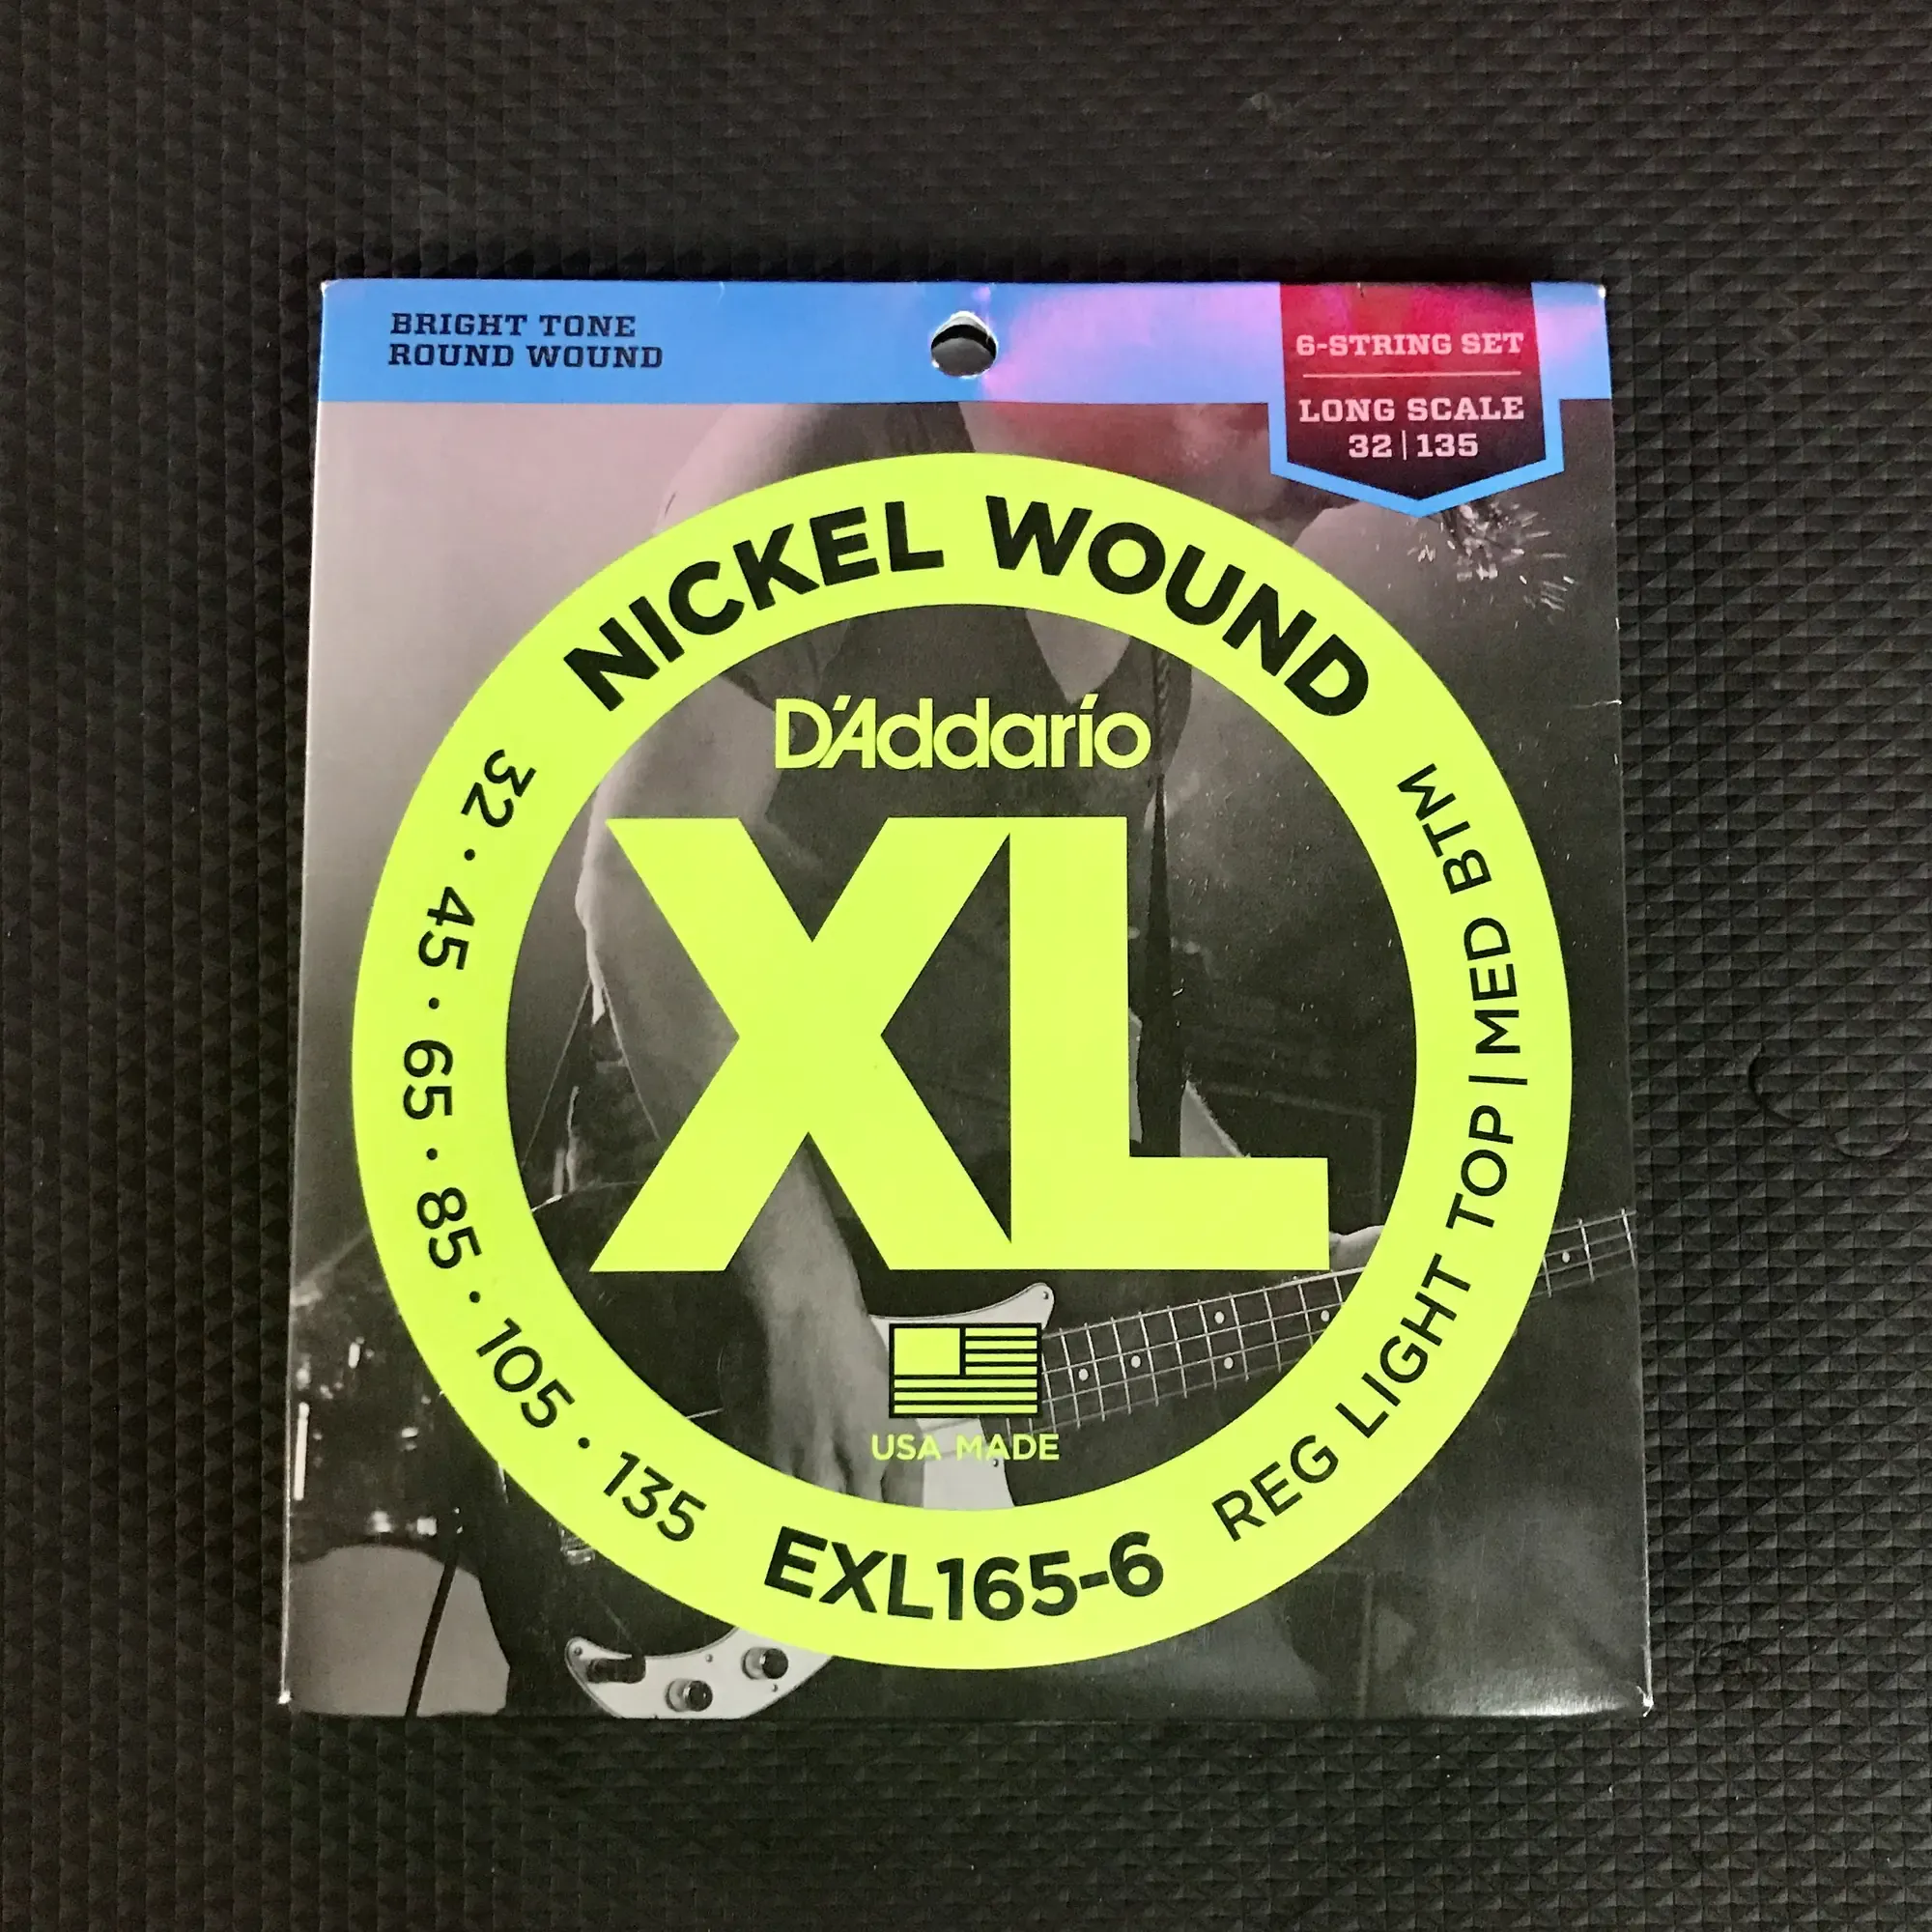 BRIGHT TONE
ROUND WOUND
6-STRING SET
LONG SCALE
32 | 135
NICKEL WOUND
D'Addario
XL
USA MADE
32 · 45 · 65 · 85 · 105 · 135
EXL165-6
REG LIGHT TOP | MED BTM